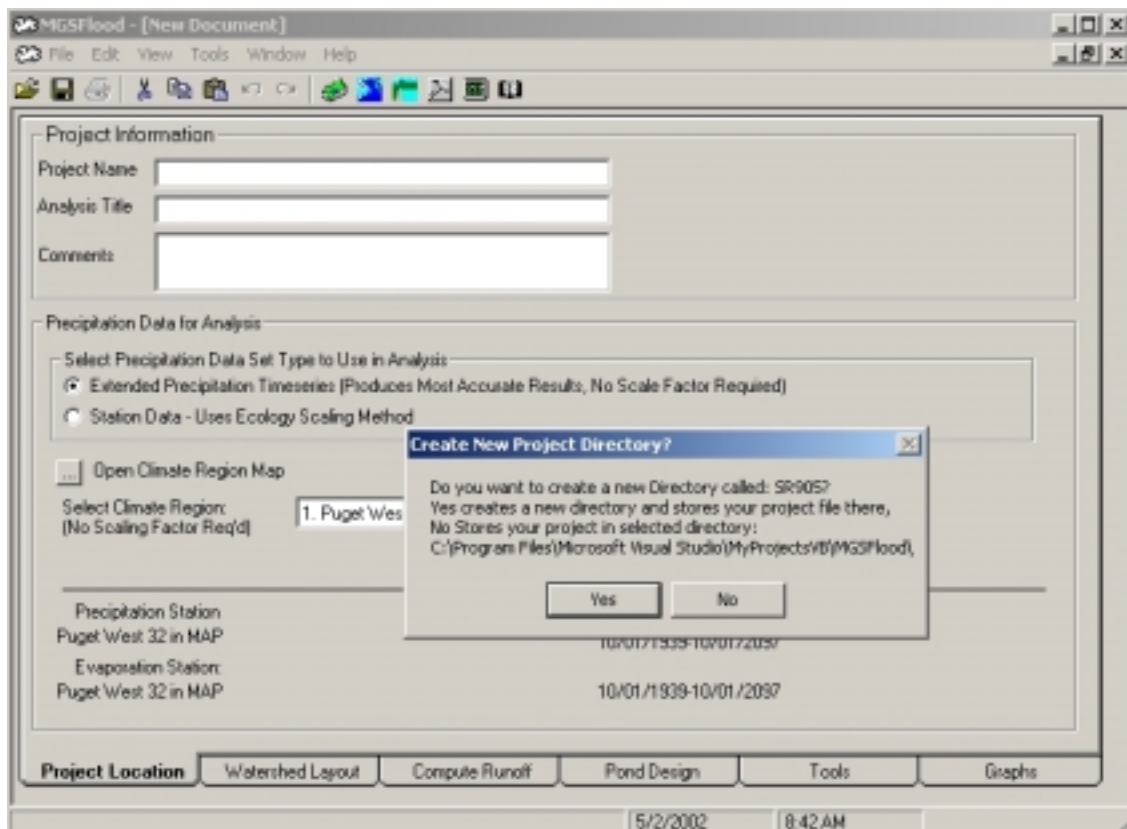 MGSFlood - [New Document]
File Edit View Tools Window Help
Project Information
Project Name
Analysis Title
Comments
Precipitation Data for Analysis
Select Precipitation Data Set Type to Use in Analysis
Extended Precipitation Timeseries (Produces Most Accurate Results, No Scale Factor Required)
Station Data - Uses Ecology Scaling Method
Create New Project Directory?
Do you want to create a new Directory called: SR905?
Yes creates a new directory and stores your project file there,
No Stores your project in selected directory:
C:\Program Files\Microsoft Visual Studio\MyProjectsVB\MGSFlood\,
Yes No
... Open Climate Region Map
Select Climate Region:
(No Scaling Factor Req'd)
1. Puget Wes
Precipitation Station
Puget West 32 in MAP 10/01/1939-10/01/2097
Evaporation Station:
Puget West 32 in MAP 10/01/1939-10/01/2097
Project Location Watershed Layout Compute Runoff Pond Design Tools Graphs
5/2/2002 8:42 AM